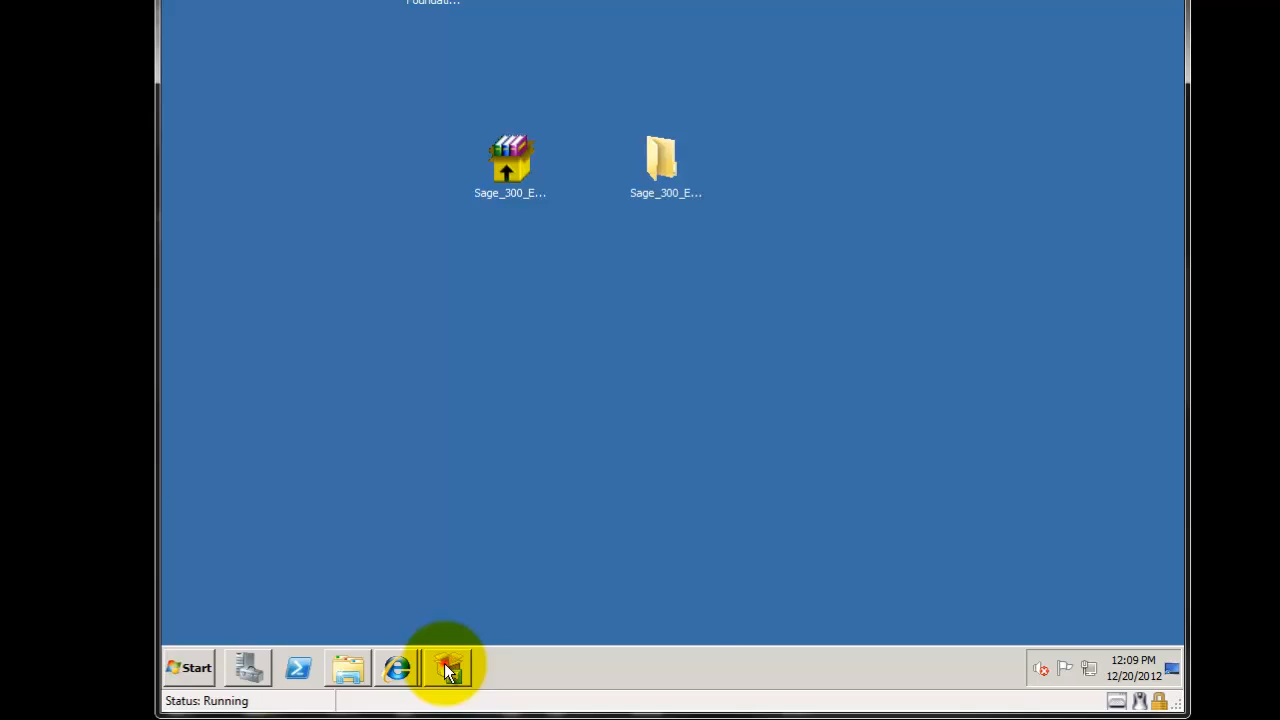 Foundati...
Sage_300_E...
Sage_300_E...
Start
12:09 PM
12/20/2012
Status: Running